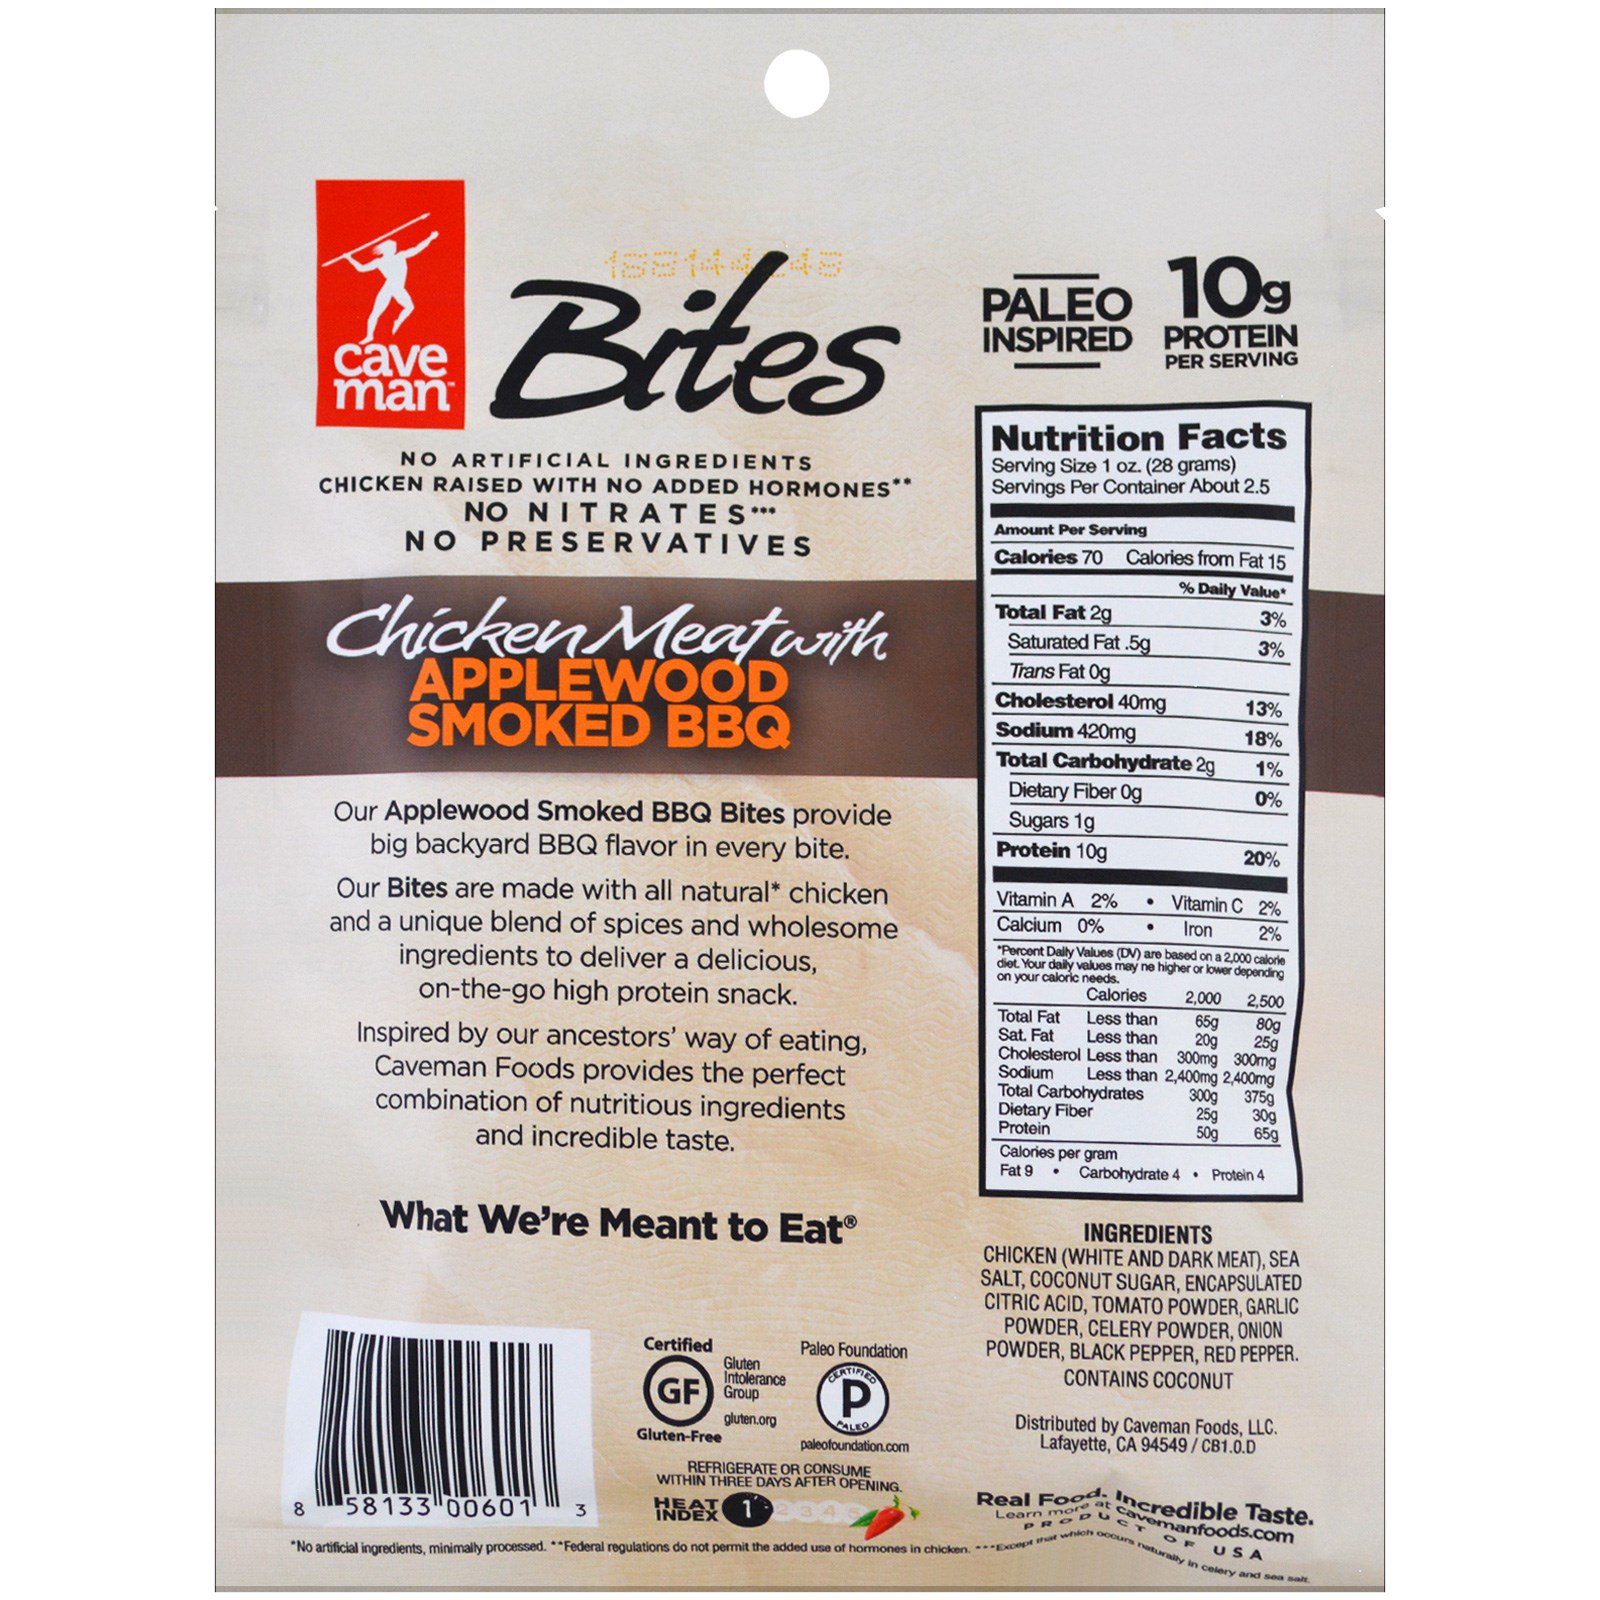 cave
man™
188144 48
Bites
NO ARTIFICIAL INGREDIENTS
CHICKEN RAISED WITH NO ADDED HORMONES**
NO NITRATES***
NO PRESERVATIVES
Chicken Meat with
APPLEWOOD
SMOKED BBQ
Our Applewood Smoked BBQ Bites provide
big backyard BBQ flavor in every bite.
Our Bites are made with all natural* chicken
and a unique blend of spices and wholesome
ingredients to deliver a delicious,
on-the-go high protein snack.
Inspired by our ancestors' way of eating,
Caveman Foods provides the perfect
combination of nutritious ingredients
and incredible taste.
What We're Meant to Eat®
PALEO
INSPIRED
10g
PROTEIN
PER SERVING
Nutrition Facts
Serving Size 1 oz. (28 grams)
Servings Per Container About 2.5
Amount Per Serving
Calories 70 Calories from Fat 15
% Daily Value*
Total Fat 2g 3%
Saturated Fat .5g 3%
Trans Fat 0g
Cholesterol 40mg 13%
Sodium 420mg 18%
Total Carbohydrate 2g 1%
Dietary Fiber 0g 0%
Sugars 1g
Protein 10g 20%
Vitamin A 2% • Vitamin C 2%
Calcium 0% • Iron 2%
*Percent Daily Values (DV) are based on a 2,000 calorie
diet. Your daily values may ne higher or lower depending
on your caloric needs.
Calories 2,000 2,500
Total Fat Less than 65g 80g
Sat. Fat Less than 20g 25g
Cholesterol Less than 300mg 300mg
Sodium Less than 2,400mg 2,400mg
Total Carbohydrates 300g 375g
Dietary Fiber 25g 30g
Protein 50g 65g
Calories per gram
Fat 9 • Carbohydrate 4 • Protein 4
INGREDIENTS
CHICKEN (WHITE AND DARK MEAT), SEA
SALT, COCONUT SUGAR, ENCAPSULATED
CITRIC ACID, TOMATO POWDER, GARLIC
POWDER, CELERY POWDER, ONION
POWDER, BLACK PEPPER, RED PEPPER.
CONTAINS COCONUT
Distributed by Caveman Foods, LLC.
Lafayette, CA 94549 / CB1.0.D
Real Food. Incredible Taste.
Learn more at cavemanfoods.com
PRODUCT OF USA
8 58133 00601 3
Certified
GF
Gluten
Intolerance
Group
gluten.org
Gluten-Free
Paleo Foundation
CERTIFIED
P
PALEO
paleofoundation.com
REFRIGERATE OR CONSUME
WITHIN THREE DAYS AFTER OPENING.
HEAT
INDEX
1 2 3 4 5
*No artificial ingredients, minimally processed. **Federal regulations do not permit the added use of hormones in chicken. ***Except that which occurs naturally in celery and sea salt.